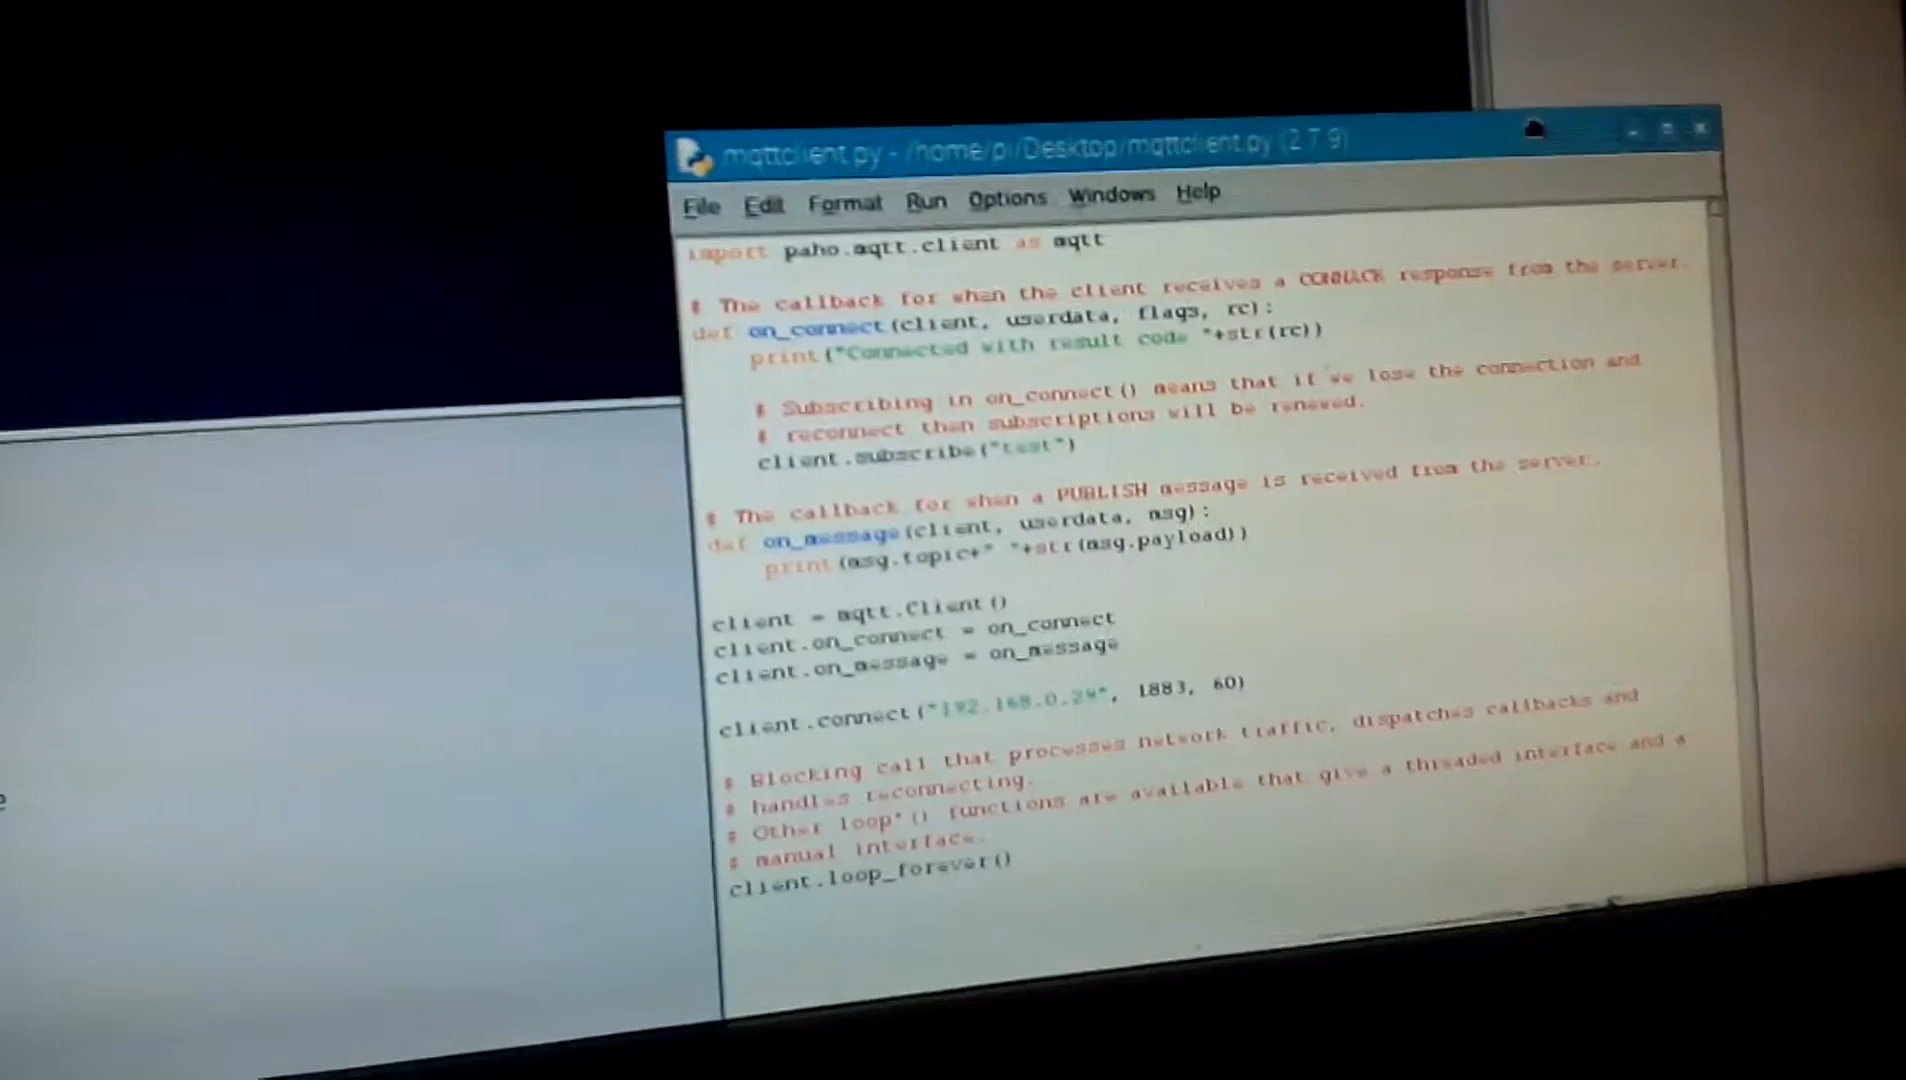 mqttclient.py - /home/pi/Desktop/mqttclient.py (2.7.9)
File Edit Format Run Options Windows Help
import paho.mqtt.client as mqtt
# The callback for when the client receives a CONNACK response from the server.
def on_connect(client, userdata, flags, rc):
print("Connected with result code "+str(rc))
# Subscribing in on_connect() means that if we lose the connection and
# reconnect then subscriptions will be renewed.
client.subscribe("test")
# The callback for when a PUBLISH message is received from the server.
def on_message(client, userdata, msg):
print(msg.topic+" "+str(msg.payload))
client = mqtt.Client()
client.on_connect = on_connect
client.on_message = on_message
client.connect("192.168.0.29", 1883, 60)
# Blocking call that processes network traffic, dispatches callbacks and
# handles reconnecting.
# Other loop*() functions are available that give a threaded interface and a
# manual interface.
client.loop_forever()